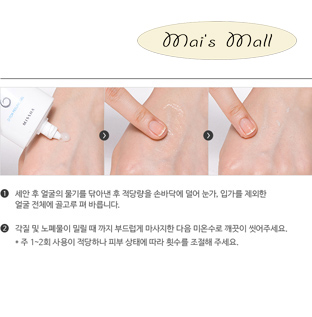 Mai's Mall
MISSHA
❯
❯
❶ 세안 후 얼굴의 물기를 닦아낸 후 적당량을 손바닥에 덜어 눈가, 입가를 제외한
얼굴 전체에 골고루 펴 바릅니다.
❷ 각질 및 노폐물이 밀릴 때 까지 부드럽게 마사지한 다음 미온수로 깨끗이 씻어주세요.
* 주 1~2회 사용이 적당하나 피부 상태에 따라 횟수를 조절해 주세요.